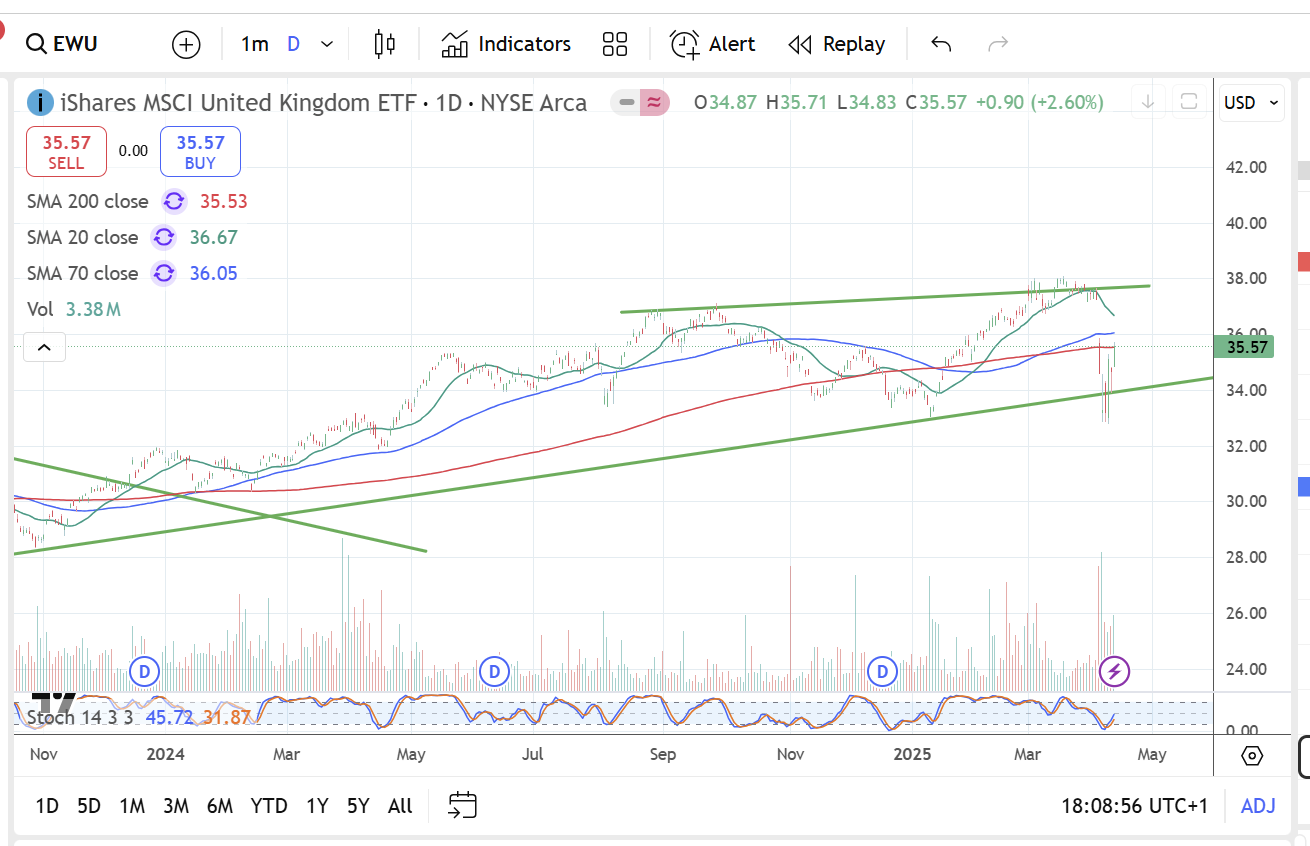 EWU 1m D Indicators Alert Replay
iShares MSCI United Kingdom ETF · 1D · NYSE Arca O34.87 H35.71 L34.83 C35.57 +0.90 (+2.60%) USD
35.57 SELL 0.00 35.57 BUY
SMA 200 close 35.53
SMA 20 close 36.67
SMA 70 close 36.05
Vol 3.38M
42.00
40.00
38.00
36.00
35.57
34.00
32.00
30.00
28.00
26.00
24.00
D D D
Stoch 14 3 3 45.72 31.87
0.00
Nov 2024 Mar May Jul Sep Nov 2025 Mar May
1D 5D 1M 3M 6M YTD 1Y 5Y All 18:08:56 UTC+1 ADJ